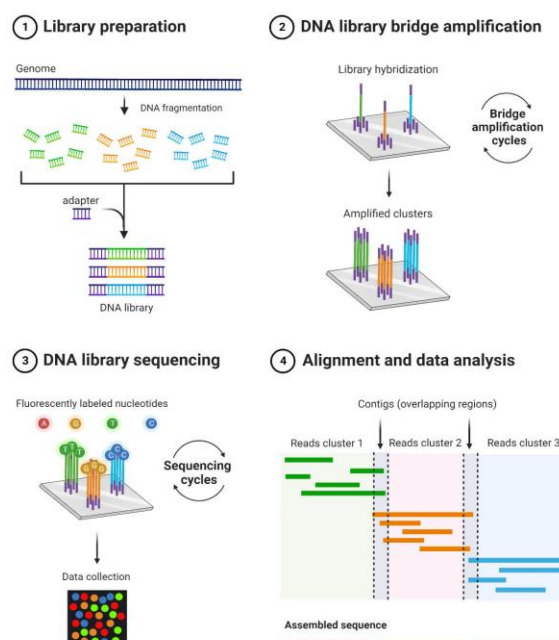 1 Library preparation
Genome
DNA fragmentation
adapter
DNA library
2 DNA library bridge amplification
Library hybridization
Bridge
amplification
cycles
Amplified clusters
3 DNA library sequencing
Fluorescently labeled nucleotides
A G T C
T T T
G G G
C C C
Sequencing
cycles
Data collection
4 Alignment and data analysis
Contigs (overlapping regions)
Reads cluster 1 Reads cluster 2 Reads cluster 3
Assembled sequence